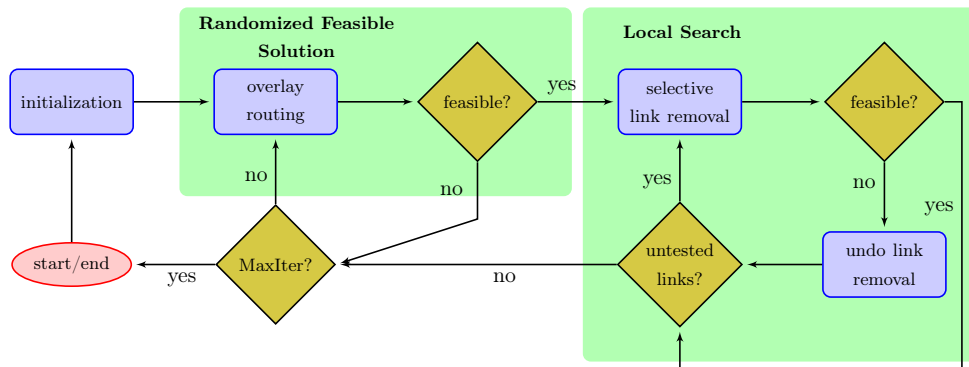 Randomized Feasible
Solution
Local Search
initialization
overlay
routing
feasible?
yes
selective
link removal
feasible?
no
no
yes
no
yes
start/end
yes
MaxIter?
no
untested
links?
undo link
removal